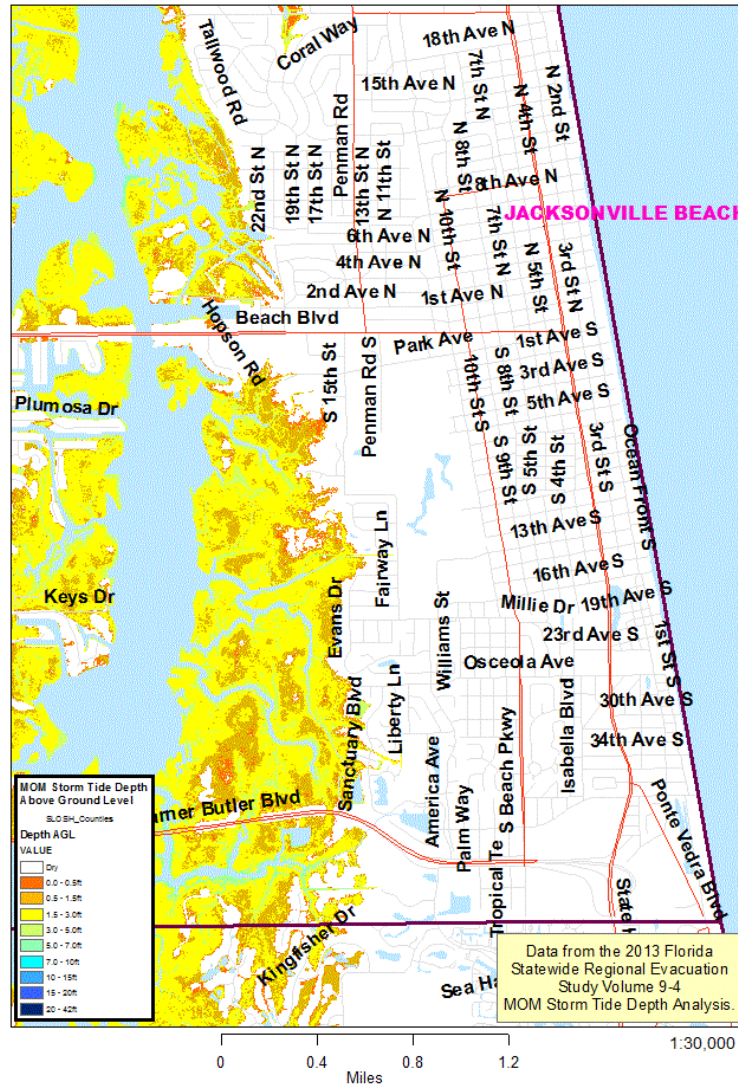 Tallwood Rd
Coral Way
18th Ave N
15th Ave N
7th St N
N 4th St
N 2nd St
22nd St N
19th St N
17th St N
Penman Rd
13th St N
N 11th St
N 8th St
8th Ave N
JACKSONVILLE BEACH
N 10th St
7th St N
N 5th St
3rd St N
6th Ave N
4th Ave N
2nd Ave N
1st Ave N
Beach Blvd
Hopson Rd
Park Ave
1st Ave S
3rd Ave S
5th Ave S
S 15th St
Penman Rd S
10th St S
S 8th St
S 9th St
S 5th St
S 4th St
3rd St S
Ocean Front S
Plumosa Dr
13th Ave S
16th Ave S
Fairway Ln
Evans Dr
Keys Dr
Williams St
Millie Dr
19th Ave S
23rd Ave S
Osceola Ave
1st St S
30th Ave S
34th Ave S
Sanctuary Blvd
Liberty Ln
America Ave
Palm Way
S Beach Pkwy
Isabella Blvd
Ponte Vedra Blvd
urner Butler Blvd
Tropical Te
State
Kingfisher Dr
Sea Ha
MOM Storm Tide Depth
Above Ground Level
SLOSH_Counties
Depth AGL
VALUE
Dry
0.0 - 0.5ft
0.5 - 1.5ft
1.5 - 3.0ft
3.0 - 5.0ft
5.0 - 7.0ft
7.0 - 10ft
10 - 15ft
15 - 20ft
20 - 42ft
Data from the 2013 Florida
Statewide Regional Evacuation
Study Volume 9-4
MOM Storm Tide Depth Analysis.
1:30,000
0 0.4 0.8 1.2
Miles